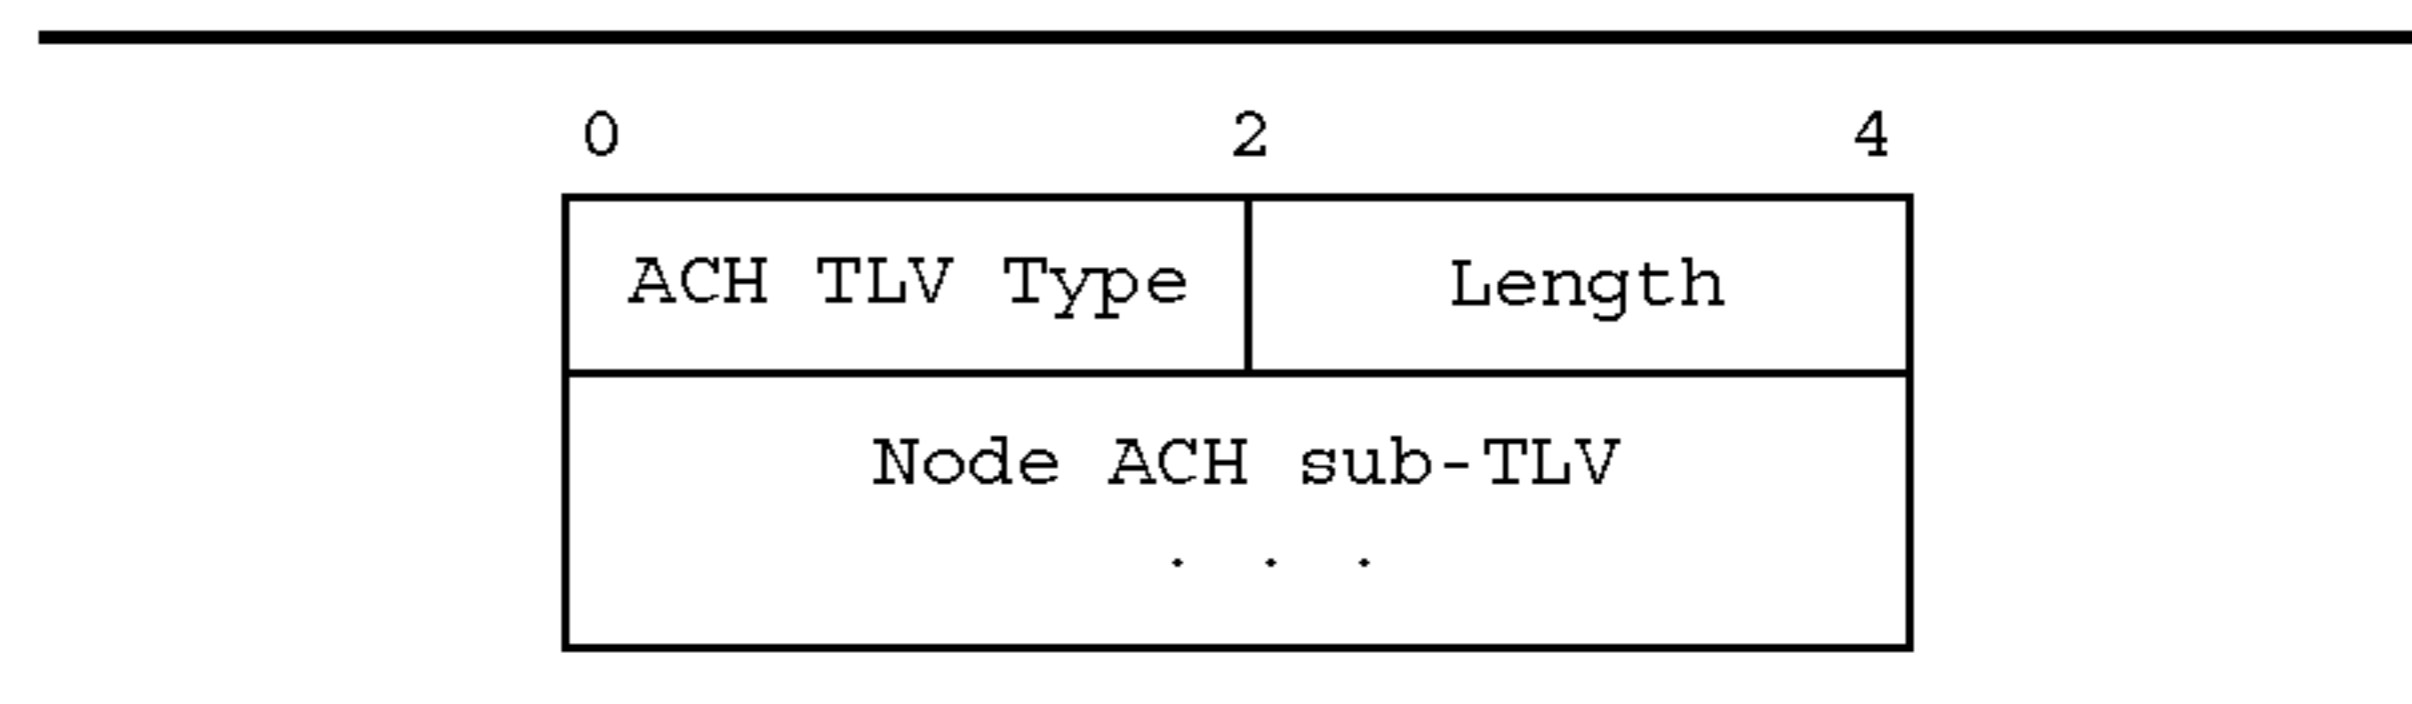 0 2 4
ACH TLV Type Length
Node ACH sub-TLV
. . .